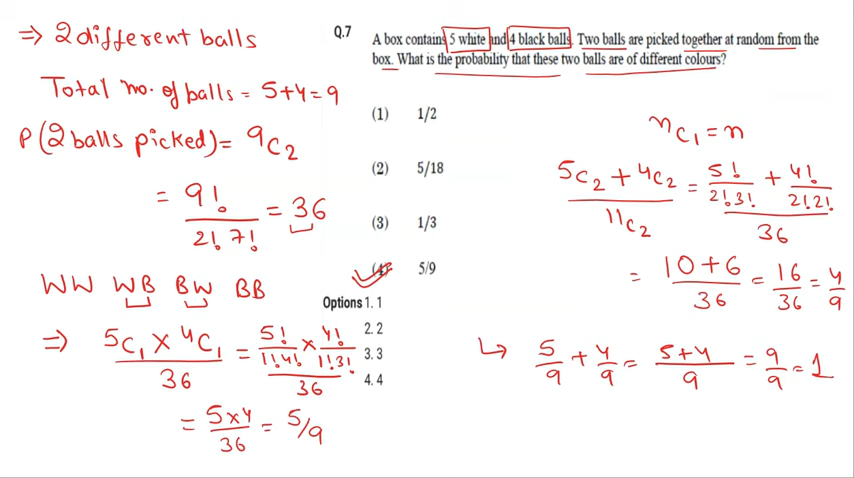 ⇒ 2 different balls
Total no. of balls = 5+4 = 9
P(2 balls picked) = 9C2
= 9! / 2! 7! = 36
WW WB BW BB
⇒ 5C1 × 4C1 / 36 = 5!/1!4! × 4!/1!3! / 36
= 5×4 / 36 = 5/9
Q.7
A box contains 5 white and 4 black balls. Two balls are picked together at random from the
box. What is the probability that these two balls are of different colours?
(1) 1/2
(2) 5/18
(3) 1/3
(4) 5/9
Options 1. 1
2. 2
3. 3
4. 4
nC1 = n
5C2 + 4C2 / 11C2 = 5!/2!3! + 4!/2!2! / 36
= 10+6 / 36 = 16/36 = 4/9
↳ 5/9 + 4/9 = 5+4 / 9 = 9/9 = 1